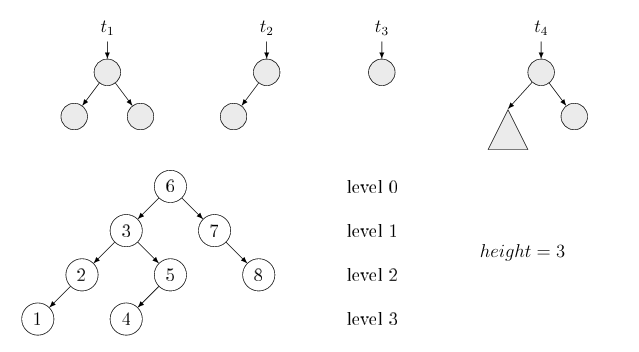 t₁ t₂ t₃ t₄
6 level 0
3 7 level 1
height = 3
2 5 8 level 2
1 4 level 3